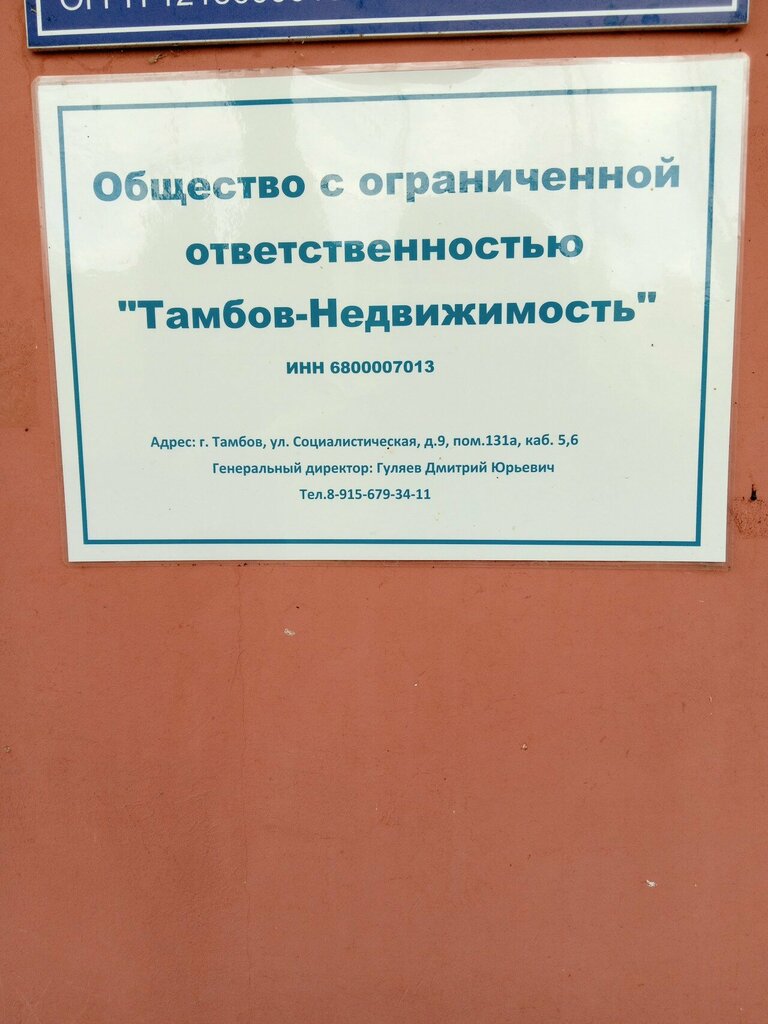 Общество с ограниченной
ответственностью
"Тамбов-Недвижимость"
ИНН 6800007013
Адрес: г. Тамбов, ул. Социалистическая, д.9, пом.131а, каб. 5,6
Генеральный директор: Гуляев Дмитрий Юрьевич
Тел.8-915-679-34-11